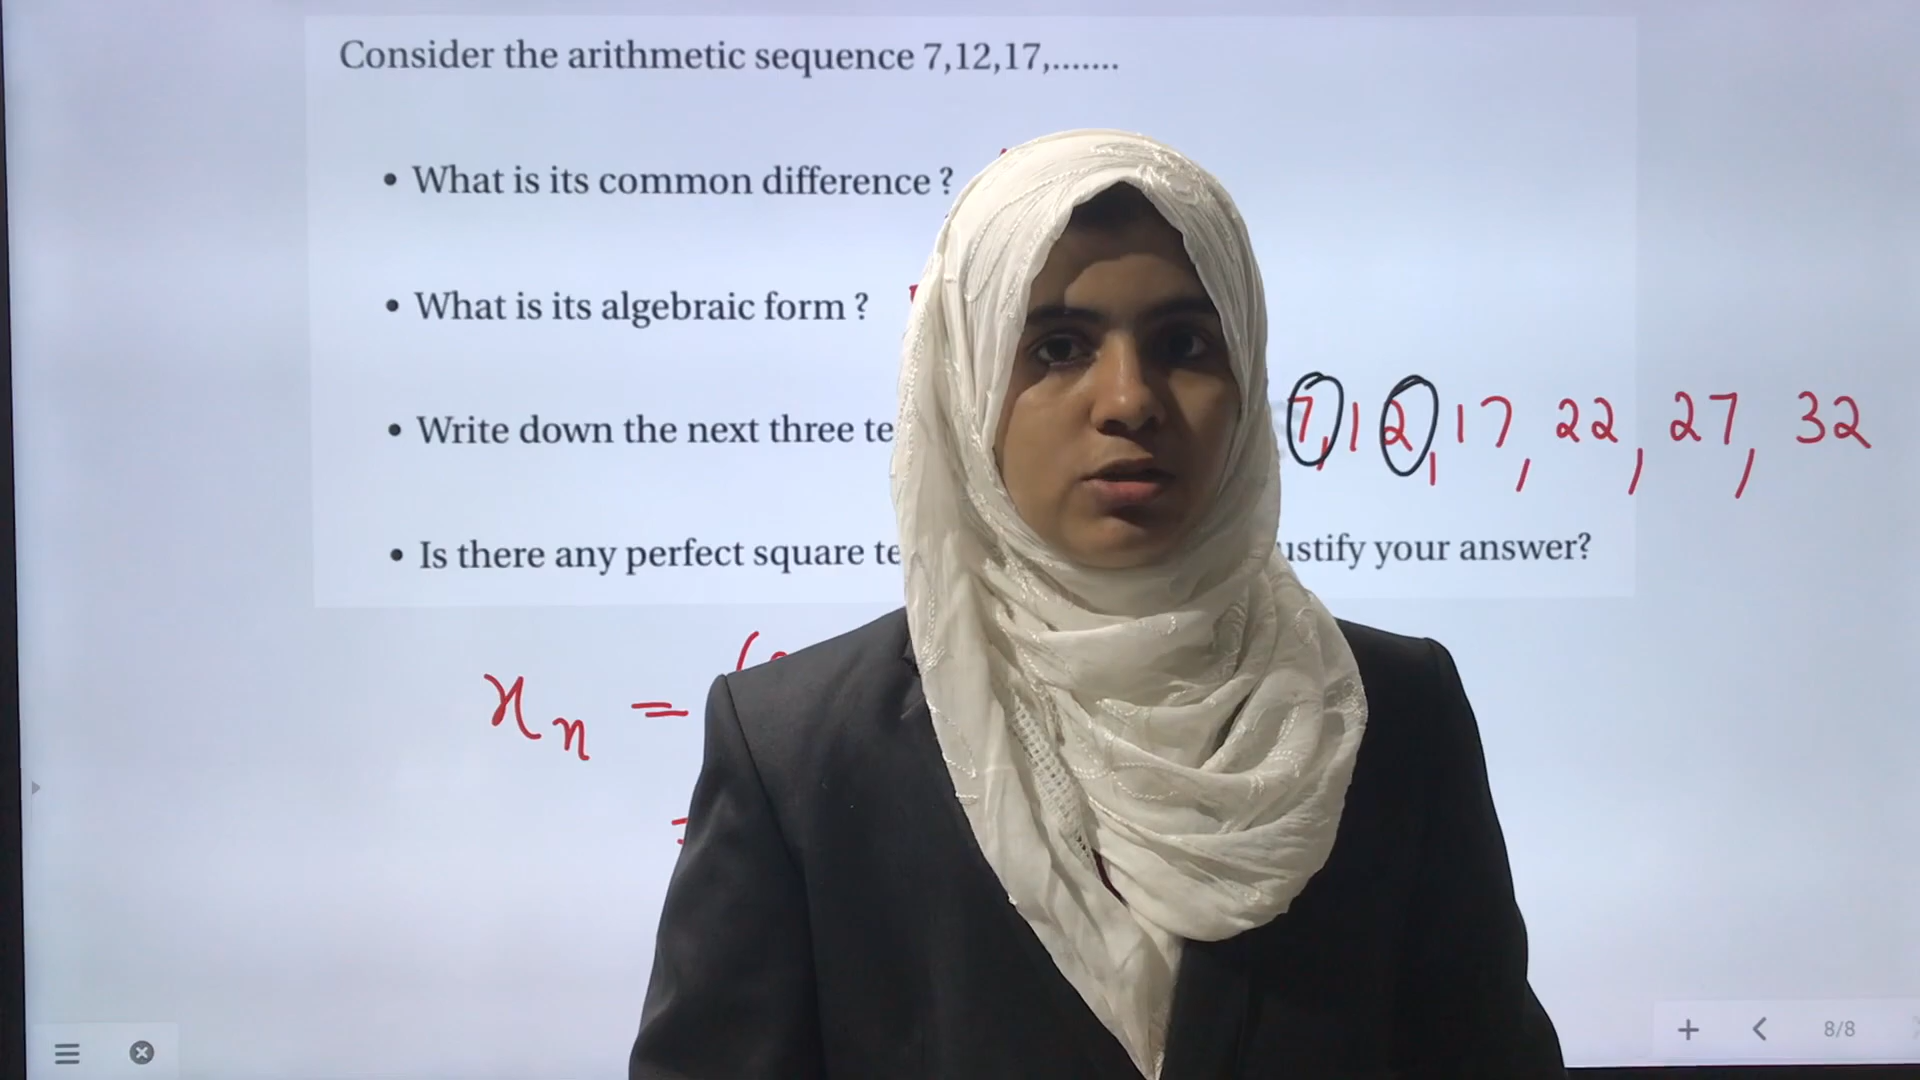 Consider the arithmetic sequence 7,12,17,.......
• What is its common difference ?
• What is its algebraic form ?
• Write down the next three te
7, 12, 17, 22, 27, 32
• Is there any perfect square te ustify your answer?
xₙ =
8/8